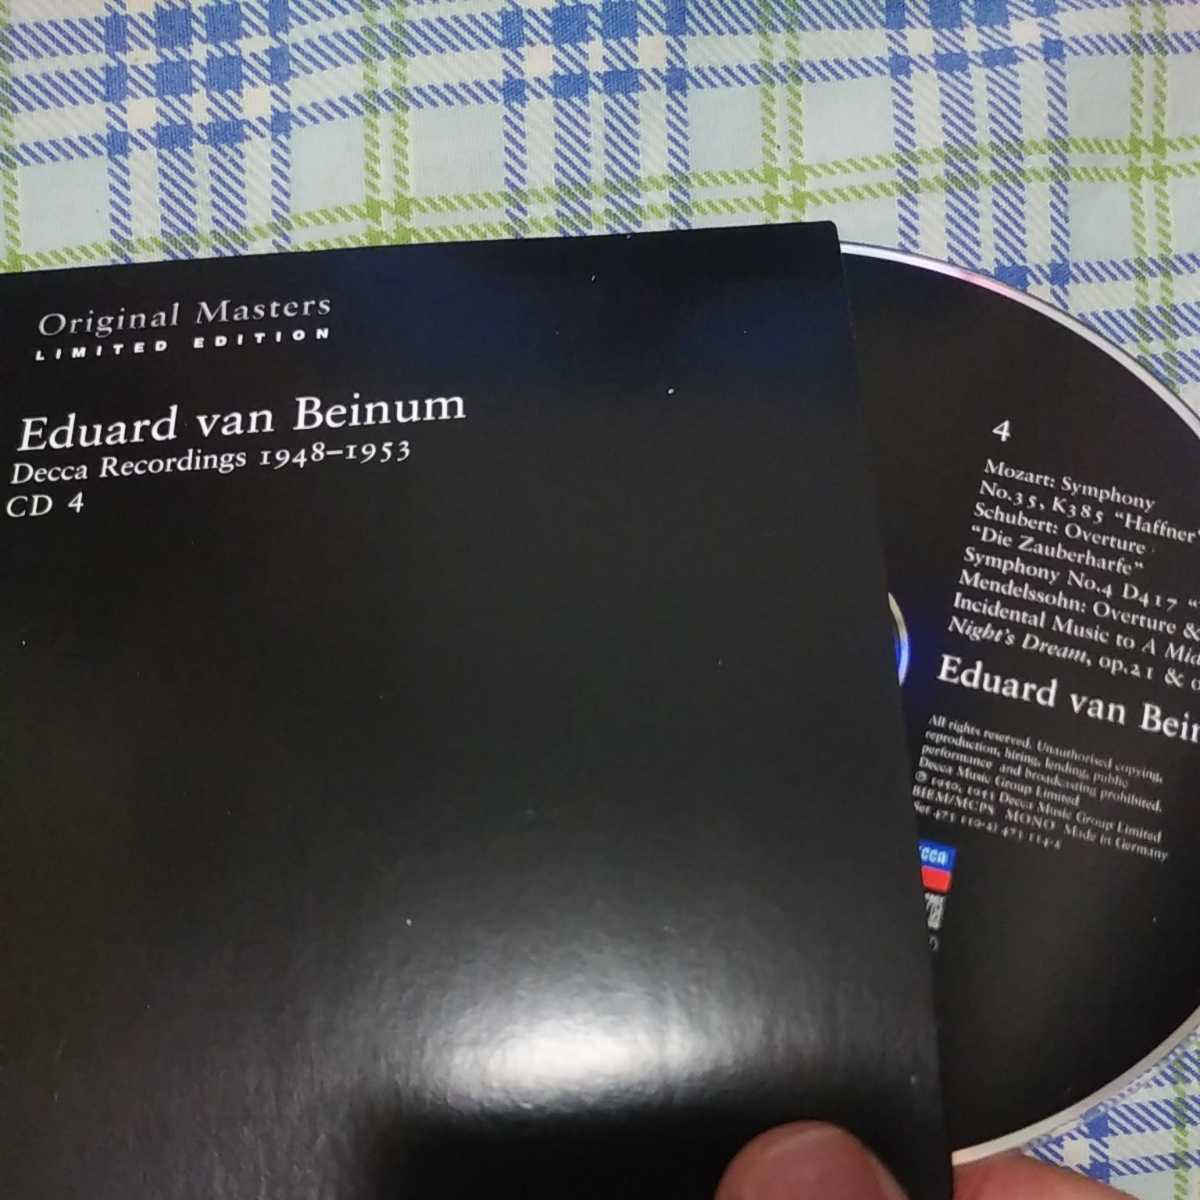 Original Masters
LIMITED EDITION
Eduard van Beinum
Decca Recordings 1948–1953
CD 4
4
Mozart: Symphony
No.35, K385 “Haffner”
Schubert: Overture
“Die Zauberharfe”
Symphony No.4 D417 “
Mendelssohn: Overture &
Incidental Music to A Mid
Night's Dream, op.21 & o
Eduard van Bein
All rights reserved. Unauthorised copying,
reproduction, hiring, lending, public
performance and broadcasting prohibited.
Decca Music Group Limited
Decca Music Group Limited
BIEM/MCPS MONO Made in Germany
CCA